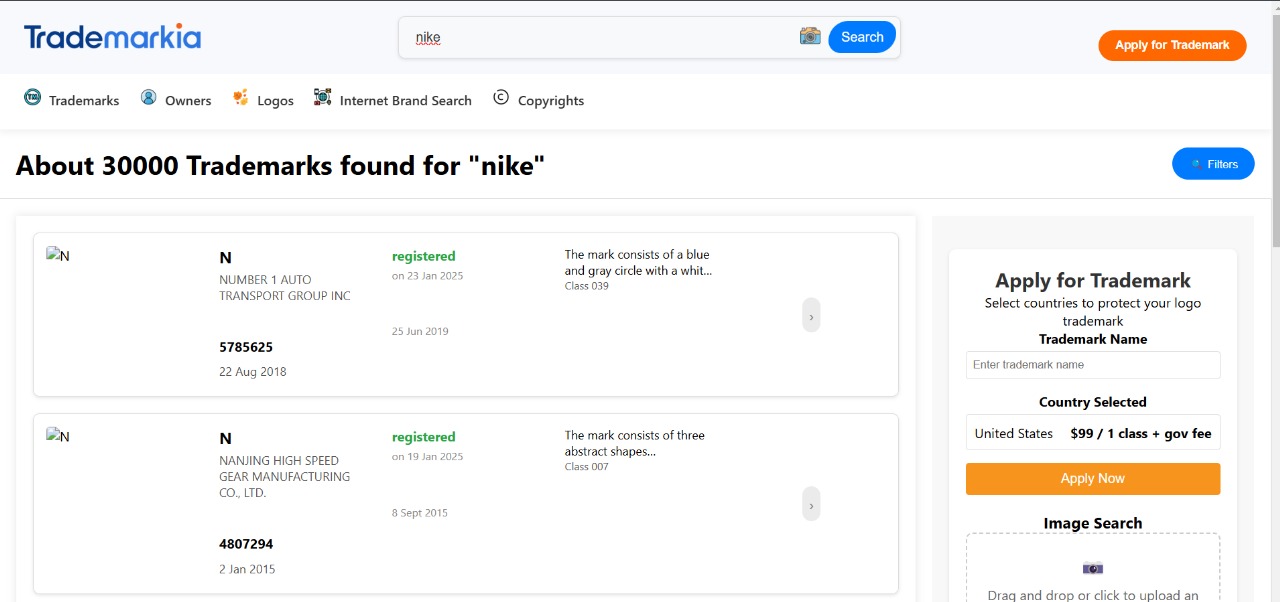 Trademarkia
nike
Search
Apply for Trademark
TM Trademarks
Owners
Logos
Internet Brand Search
© Copyrights
About 30000 Trademarks found for "nike"
Filters
N
N
NUMBER 1 AUTO
TRANSPORT GROUP INC
5785625
22 Aug 2018
registered
on 23 Jan 2025
25 Jun 2019
The mark consists of a blue
and gray circle with a whit...
Class 039
›
N
N
NANJING HIGH SPEED
GEAR MANUFACTURING
CO., LTD.
4807294
2 Jan 2015
registered
on 19 Jan 2025
8 Sept 2015
The mark consists of three
abstract shapes...
Class 007
›
Apply for Trademark
Select countries to protect your logo
trademark
Trademark Name
Enter trademark name
Country Selected
United States $99 / 1 class + gov fee
Apply Now
Image Search
Drag and drop or click to upload an